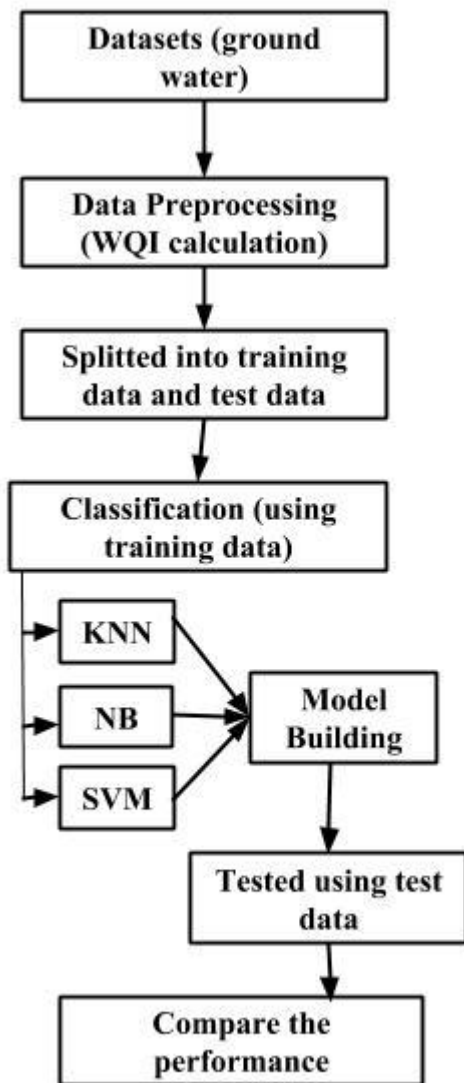 Datasets (ground
water)
Data Preprocessing
(WQI calculation)
Splitted into training
data and test data
Classification (using
training data)
KNN
NB
SVM
Model
Building
Tested using test
data
Compare the
performance